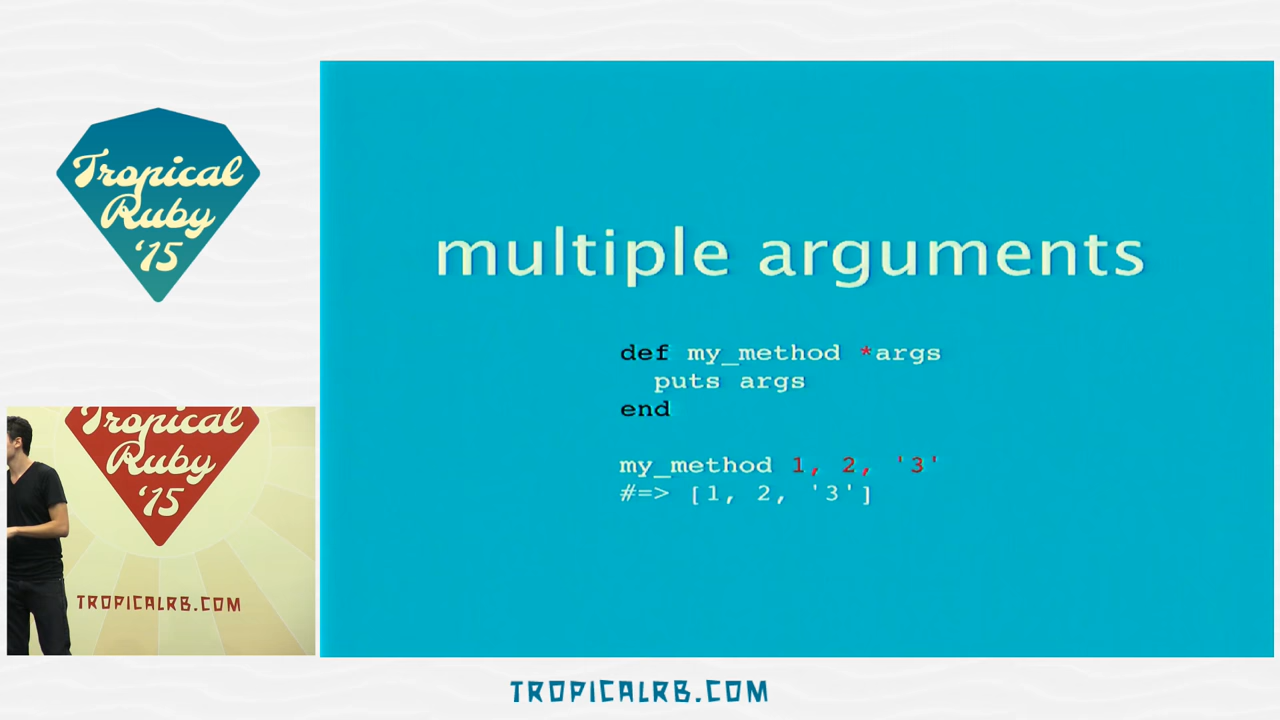 Tropical
Ruby
'15
multiple arguments
def my_method *args
  puts args
end
my_method 1, 2, '3'
#=> [1, 2, '3']
Tropical
Ruby
'15
TROPICALRB.COM
TROPICALRB.COM